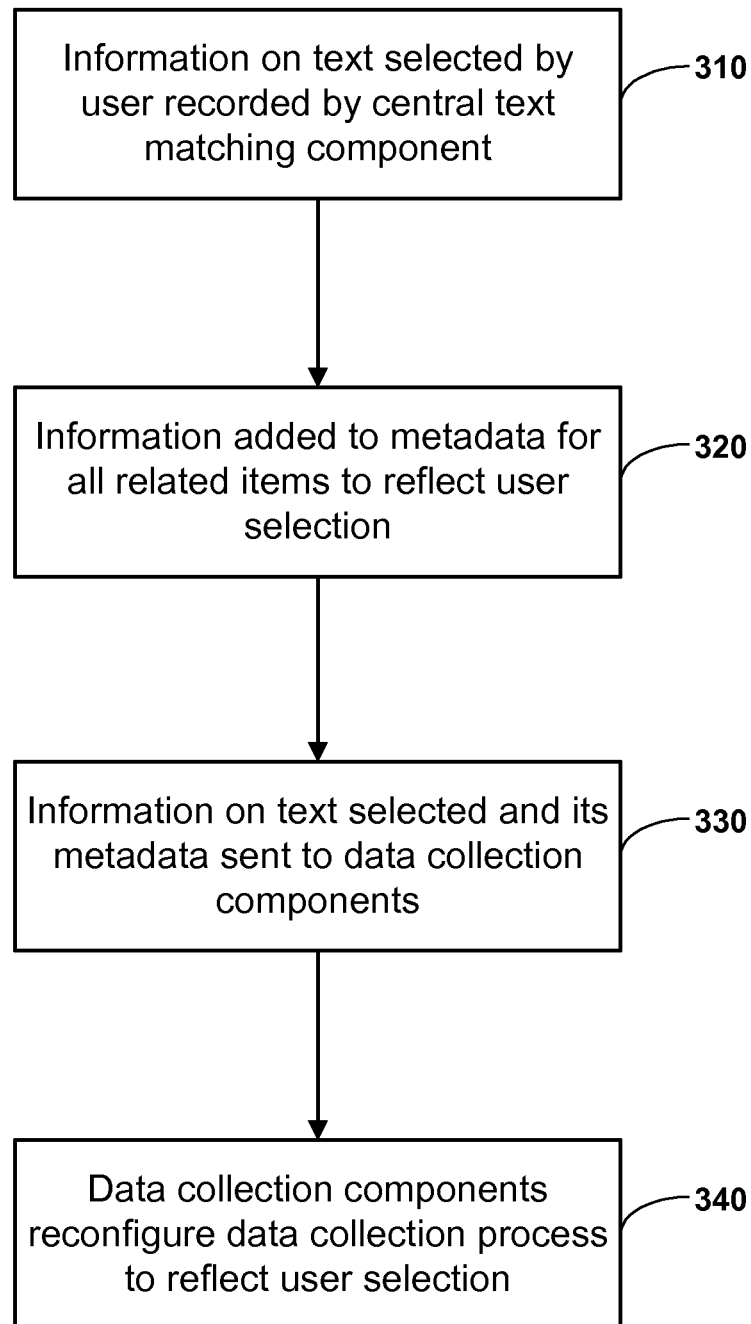 Information on text selected by
user recorded by central text
matching component
310
Information added to metadata for
all related items to reflect user
selection
320
Information on text selected and its
metadata sent to data collection
components
330
Data collection components
reconfigure data collection process
to reflect user selection
340